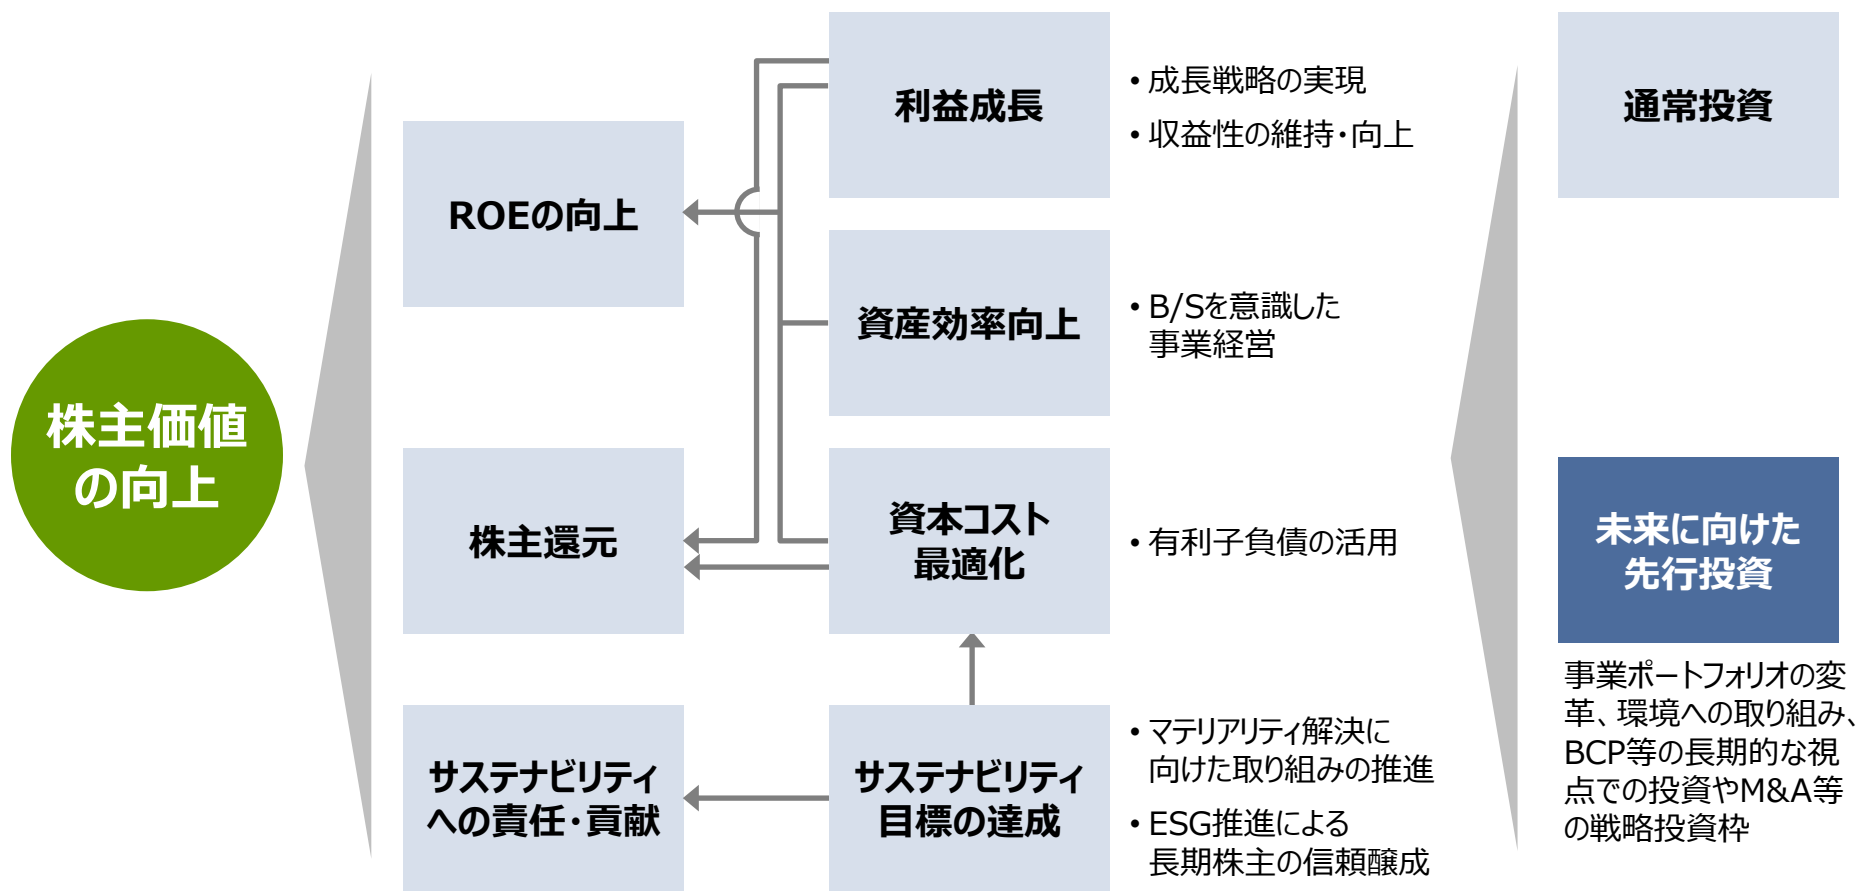 株主価値
の向上
ROEの向上
株主還元
サステナビリティ
への責任・貢献
利益成長
• 成長戦略の実現
• 収益性の維持・向上
資産効率向上
• B/Sを意識した
事業経営
資本コスト
最適化
• 有利子負債の活用
サステナビリティ
目標の達成
• マテリアリティ解決に
向けた取り組みの推進
• ESG推進による
長期株主の信頼醸成
通常投資
未来に向けた
先行投資
事業ポートフォリオの変
革、環境への取り組み、
BCP等の長期的な視
点での投資やM&A等
の戦略投資枠